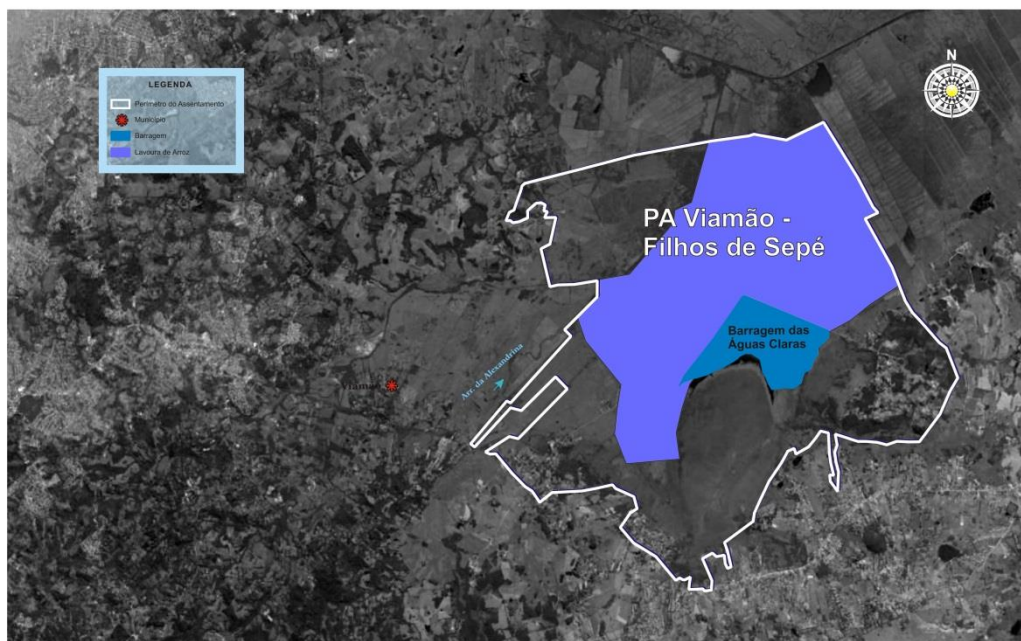 LEGENDA
Perímetro do Assentamento
Município
Barragem
Lavoura de Arroz
N
PA Viamão -
Filhos de Sepé
Barragem das
Águas Claras
Arr. da Alexandrina
Viamão